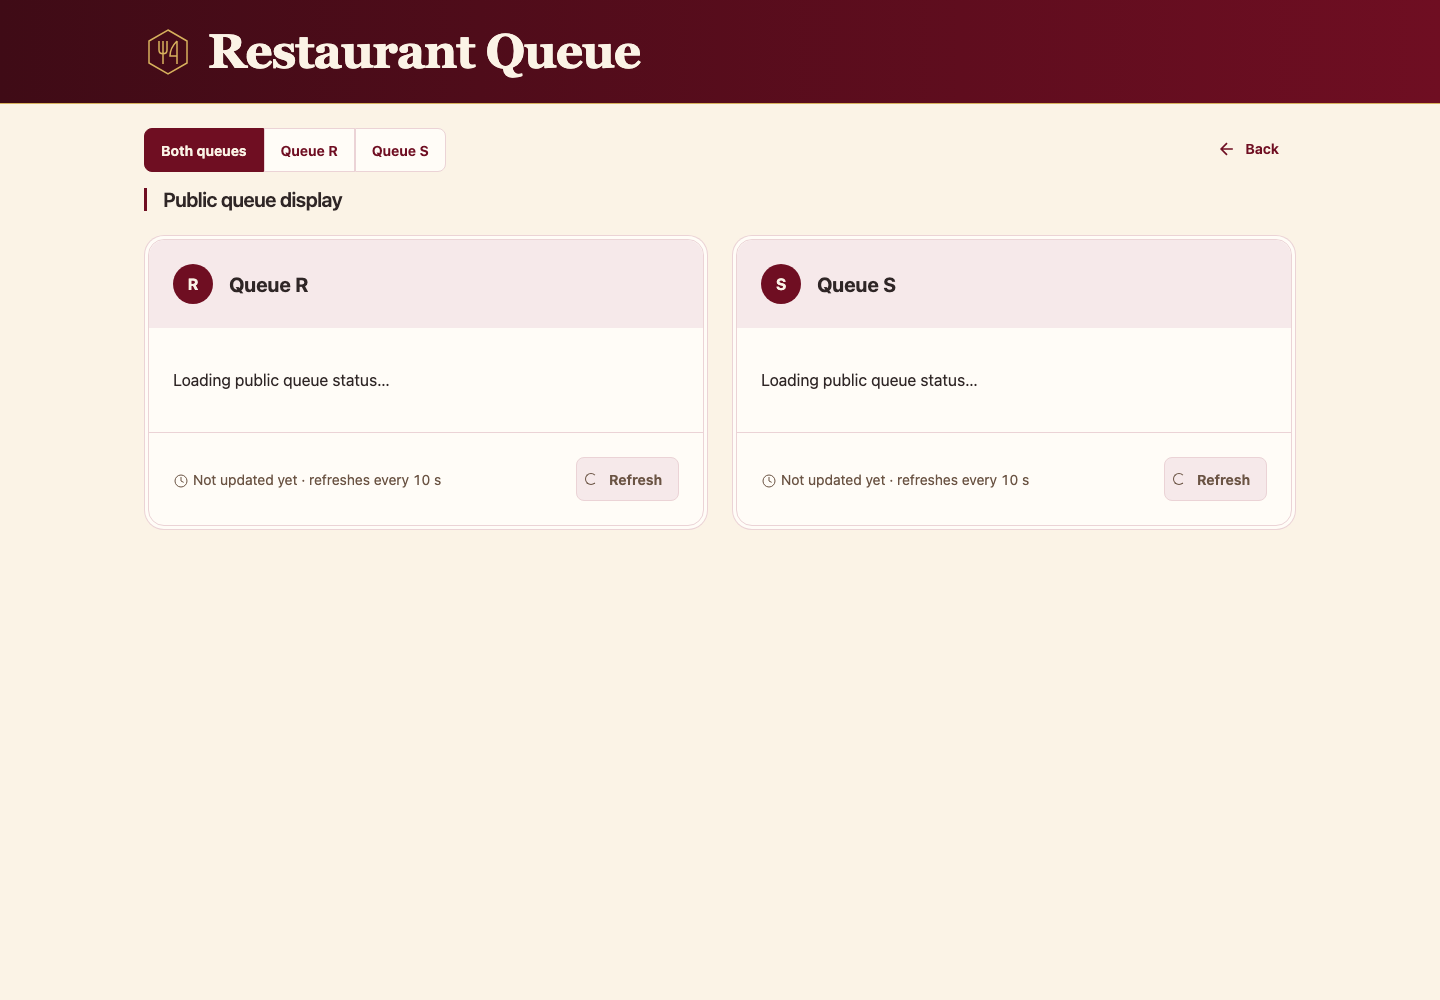 Restaurant Queue
Both queues
Queue R
Queue S
Back
Public queue display
R
Queue R
Loading public queue status...
Not updated yet · refreshes every 10 s
Refresh
S
Queue S
Loading public queue status...
Not updated yet · refreshes every 10 s
Refresh